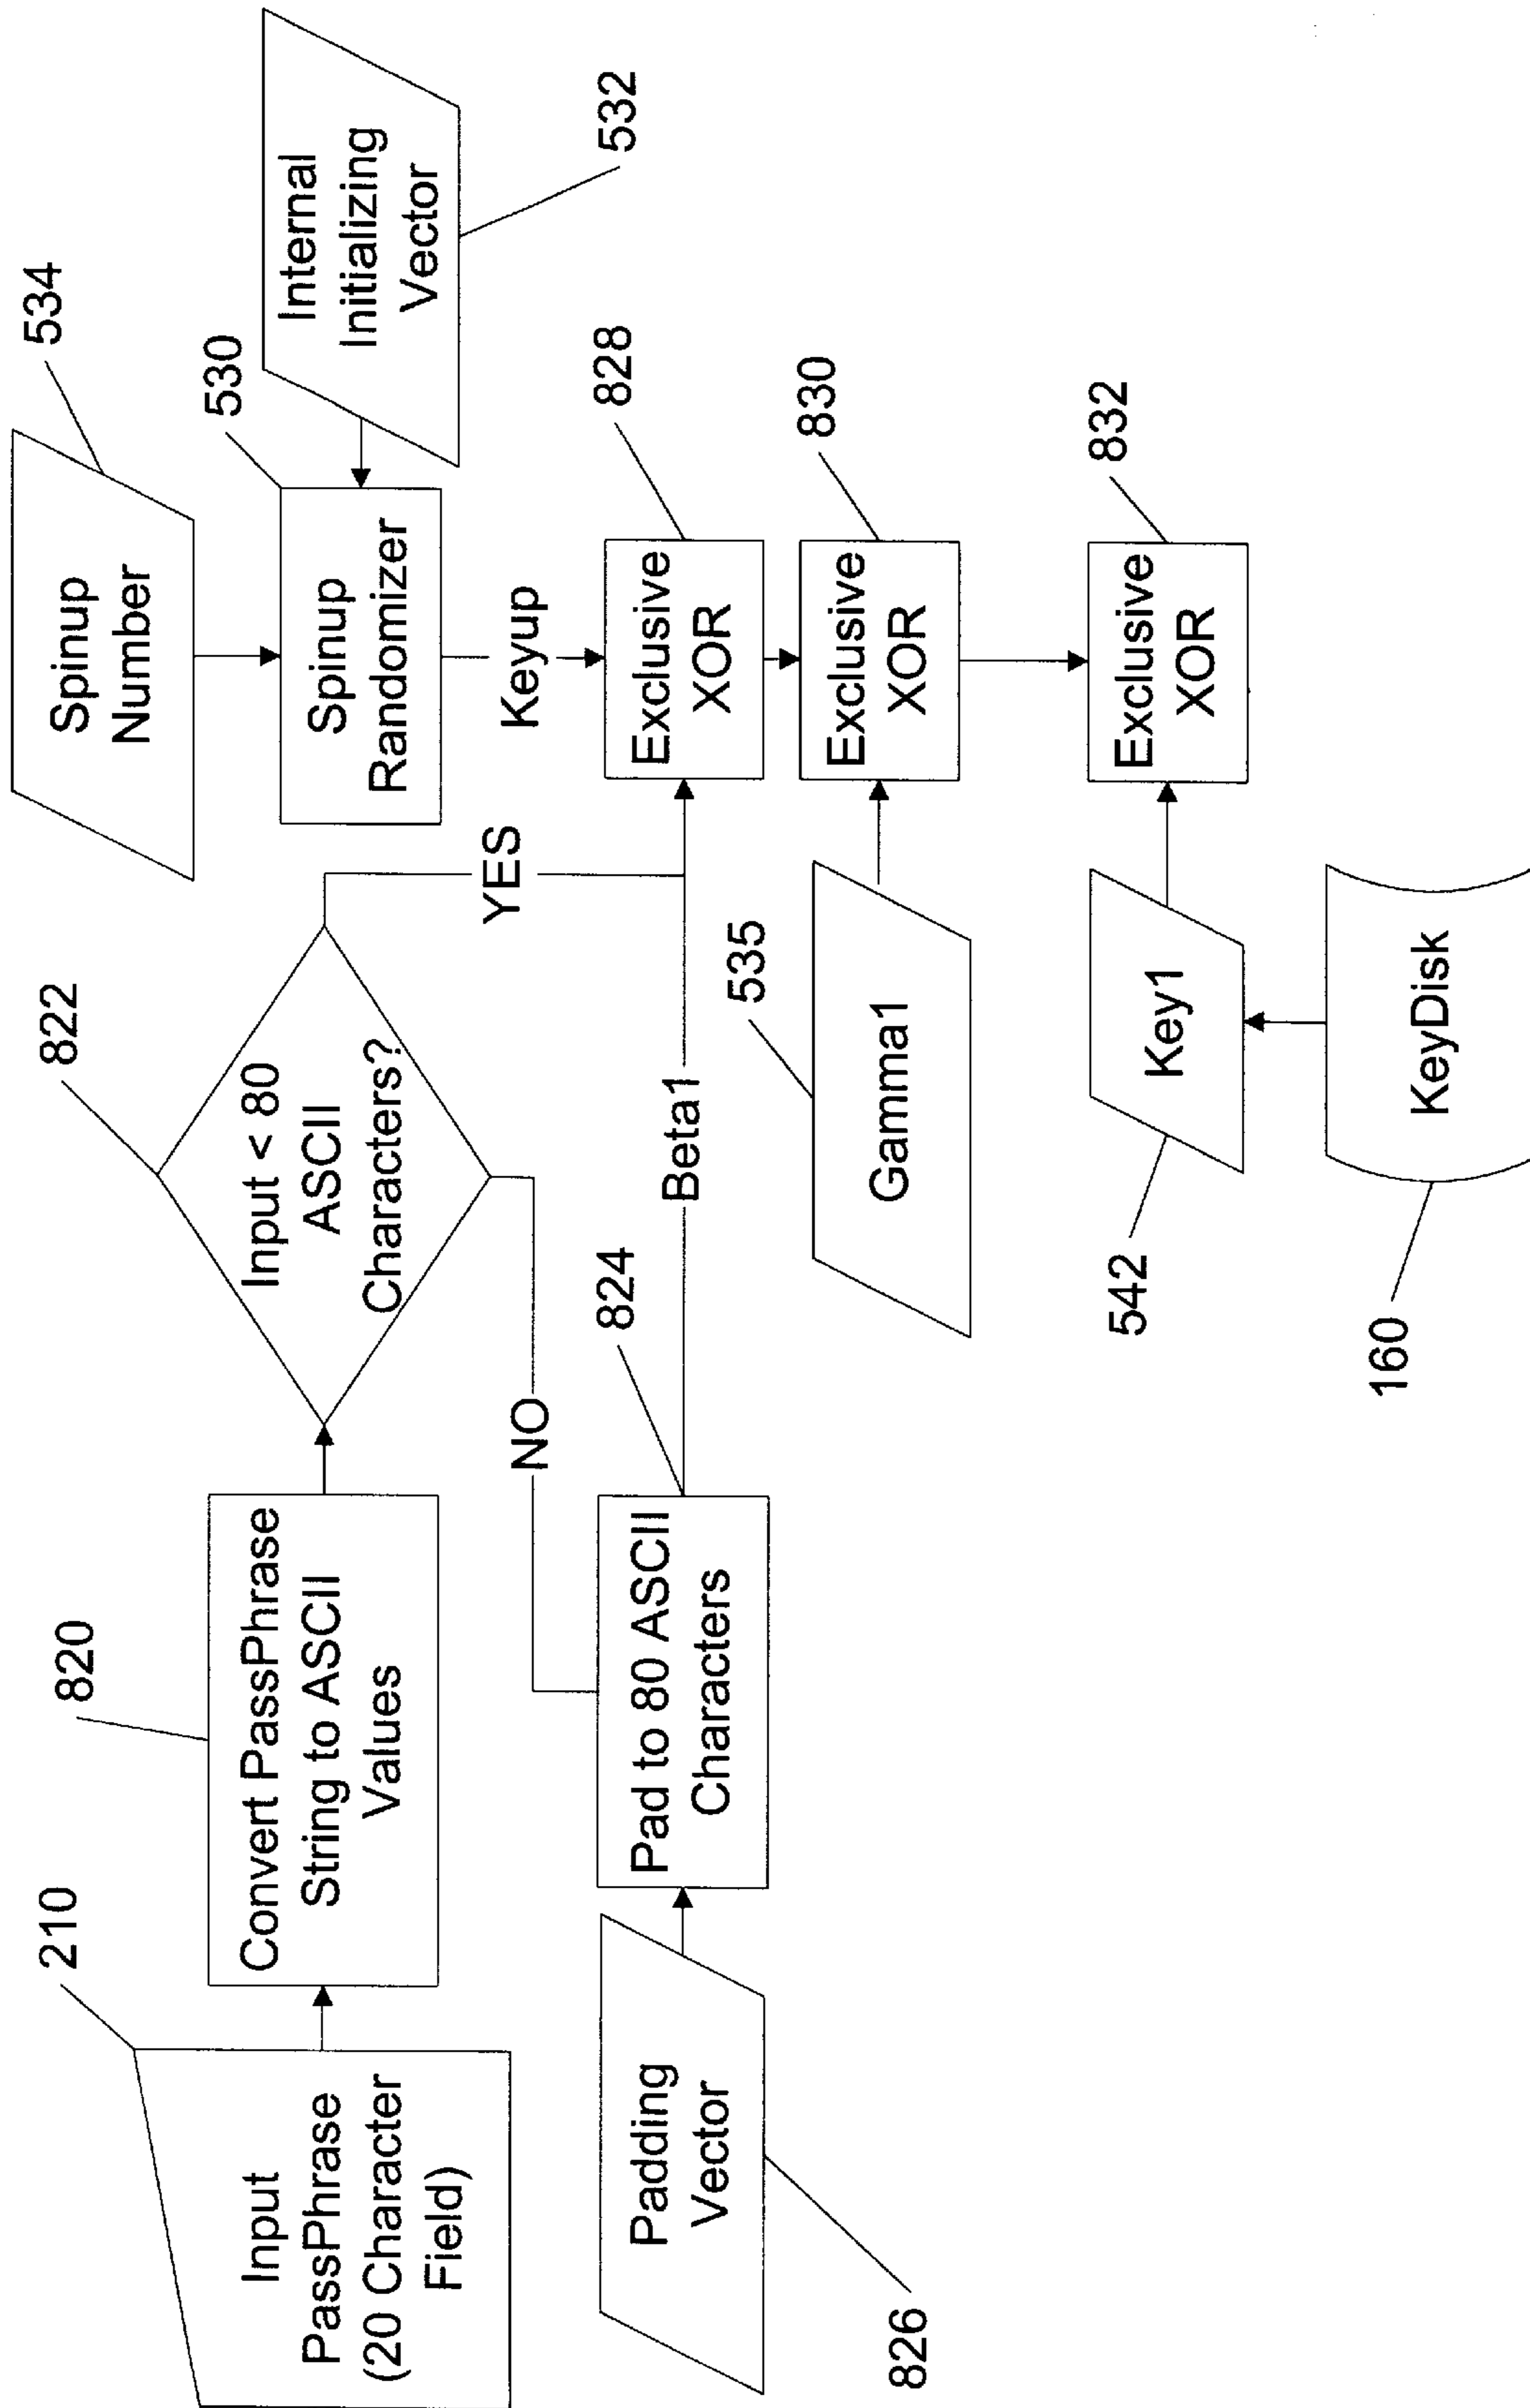 210
Input
PassPhrase
(20 Character
Field)
820
Convert PassPhrase
String to ASCII
Values
822
Input < 80
ASCII
Characters?
YES
NO
534
Spinup
Number
530
Spinup
Randomizer
Internal
Initializing
Vector
532
Keyup
826
Padding
Vector
824
Pad to 80 ASCII
Characters
Beta1
828
Exclusive
XOR
535
Gamma1
830
Exclusive
XOR
542
Key1
832
Exclusive
XOR
160
KeyDisk